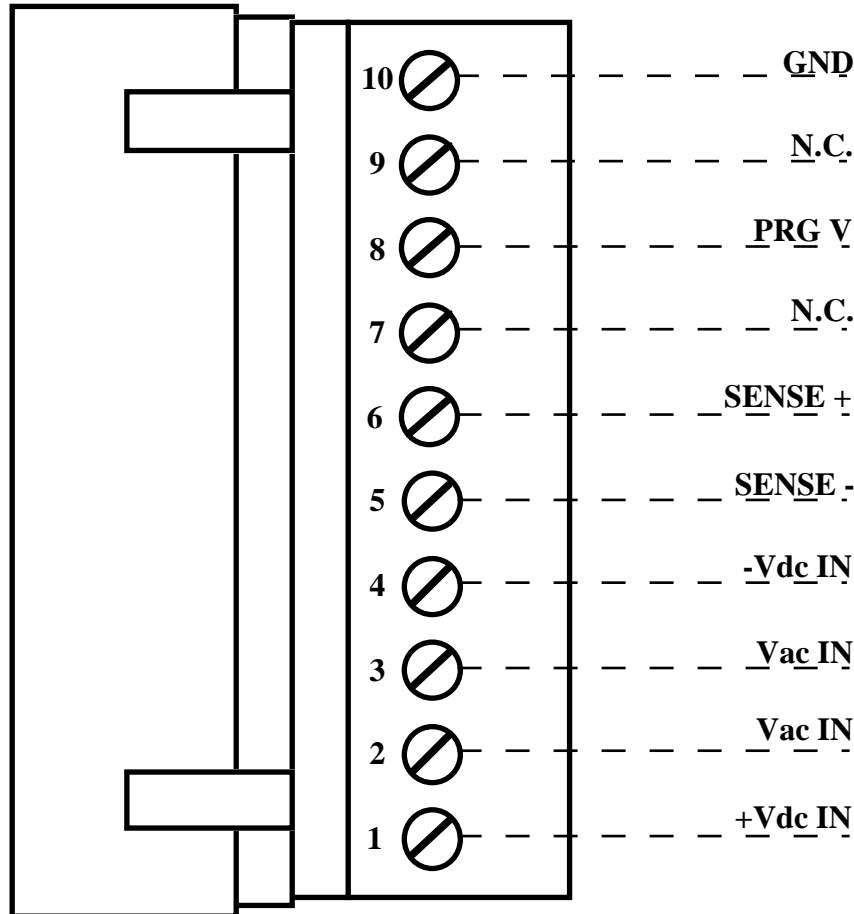 10 GND
9 N.C.
8 PRG V
7 N.C.
6 SENSE +
5 SENSE -
4 -Vdc IN
3 Vac IN
2 Vac IN
1 +Vdc IN